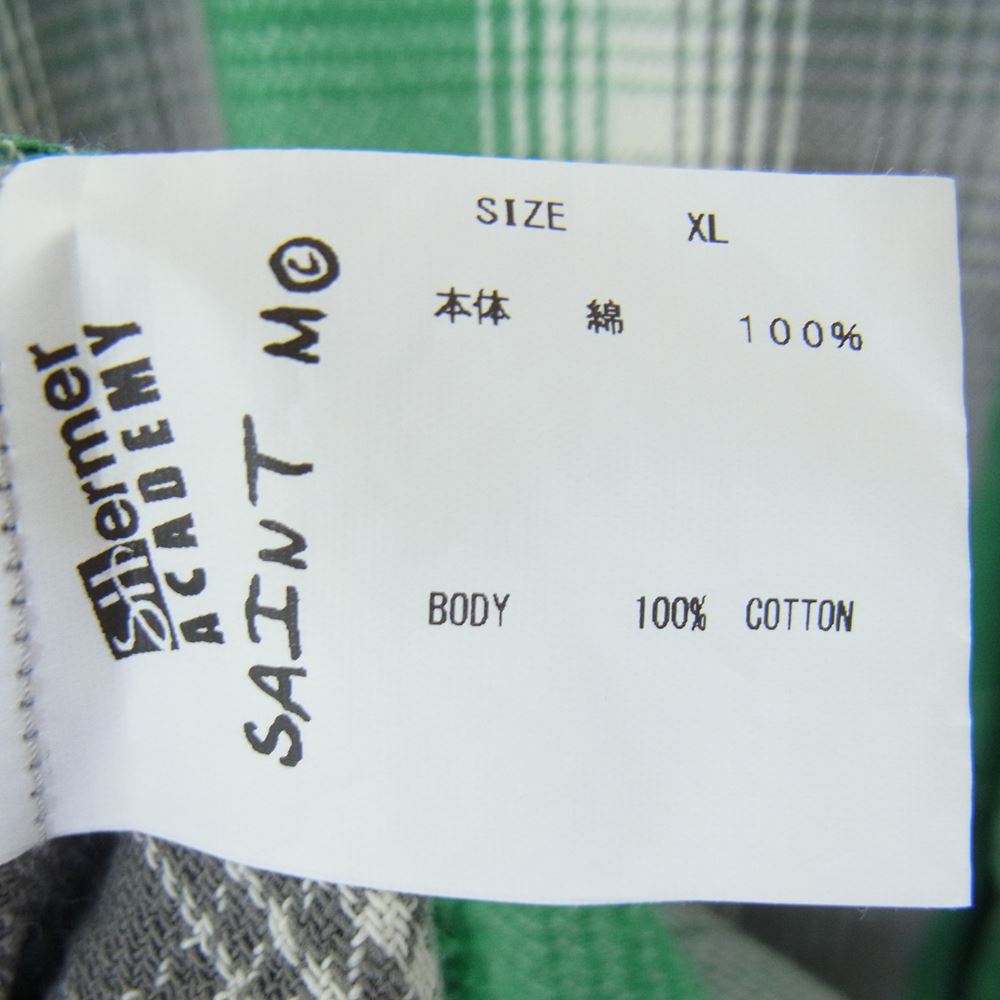 Shermer
ACADEMY
SAINT M©
SIZE XL
本体 綿 100%
BODY 100% COTTON